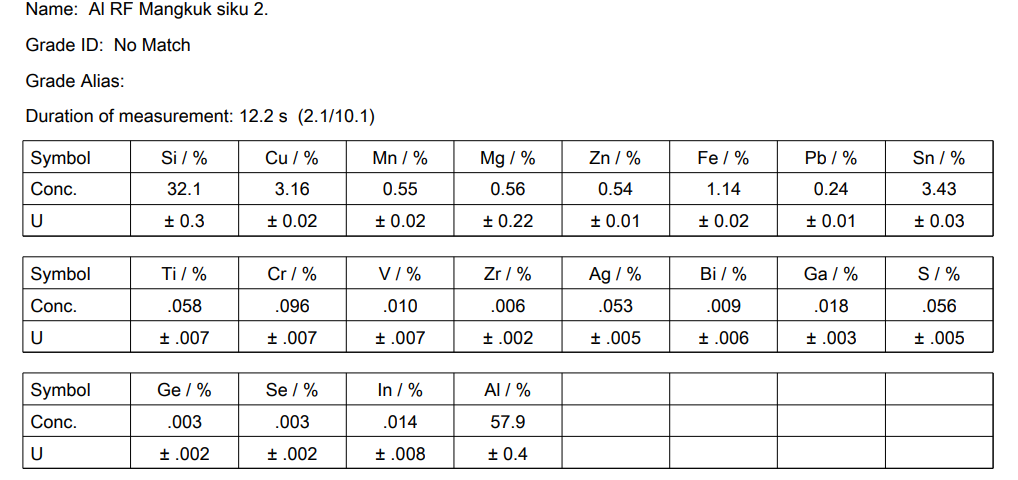 Name: Al RF Mangkuk siku 2.
Grade ID: No Match
Grade Alias:
Duration of measurement: 12.2 s (2.1/10.1)
Symbol Si / % Cu / % Mn / % Mg / % Zn / % Fe / % Pb / % Sn / %
Conc. 32.1 3.16 0.55 0.56 0.54 1.14 0.24 3.43
U ± 0.3 ± 0.02 ± 0.02 ± 0.22 ± 0.01 ± 0.02 ± 0.01 ± 0.03
Symbol Ti / % Cr / % V / % Zr / % Ag / % Bi / % Ga / % S / %
Conc. .058 .096 .010 .006 .053 .009 .018 .056
U ± .007 ± .007 ± .007 ± .002 ± .005 ± .006 ± .003 ± .005
Symbol Ge / % Se / % In / % Al / %
Conc. .003 .003 .014 57.9
U ± .002 ± .002 ± .008 ± 0.4